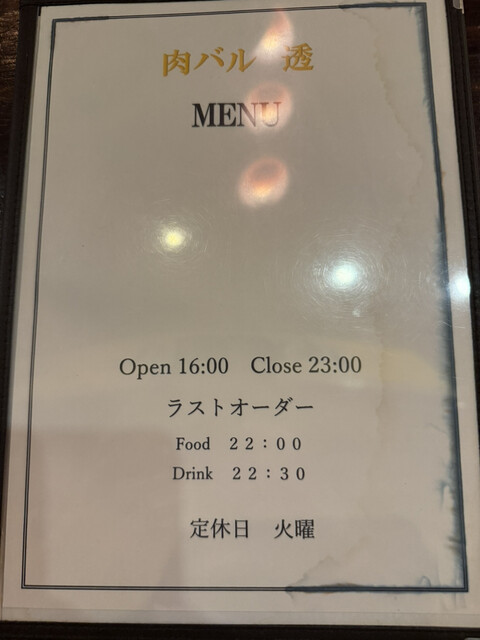 肉バル 透
MENU
Open 16:00 Close 23:00
ラストオーダー
Food 22:00
Drink 22:30
定休日 火曜